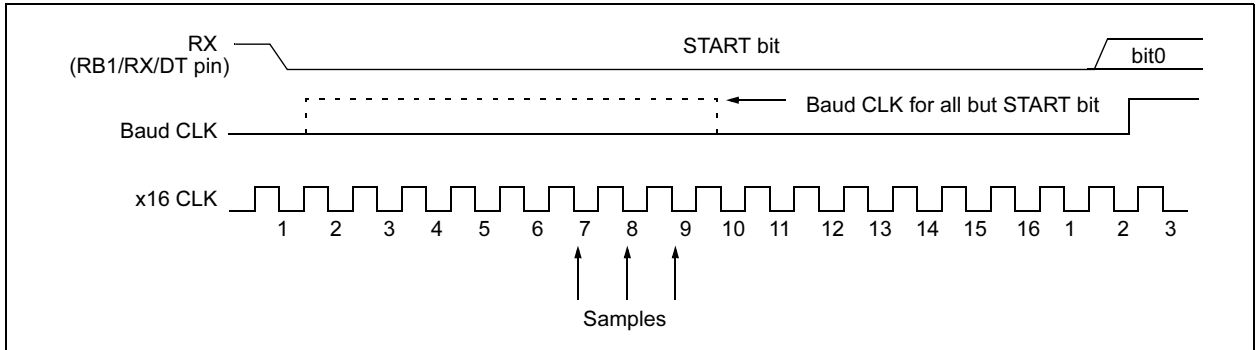 RX
(RB1/RX/DT pin)
START bit
bit0
Baud CLK for all but START bit
Baud CLK
x16 CLK
1 2 3 4 5 6 7 8 9 10 11 12 13 14 15 16 1 2 3
Samples